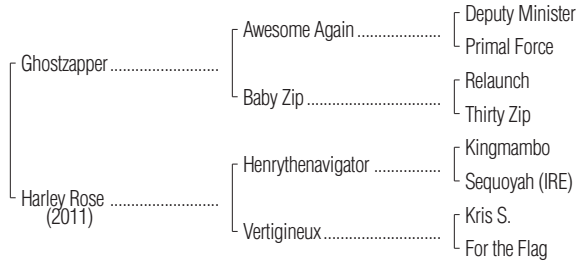 Deputy Minister
Awesome Again ..................
Primal Force
Ghostzapper ........................
Relaunch
Baby Zip .............................
Thirty Zip
Kingmambo
Henrythenavigator ...............
Sequoyah (IRE)
Harley Rose ........................
(2011)
Kris S.
Vertigineux ..........................
For the Flag